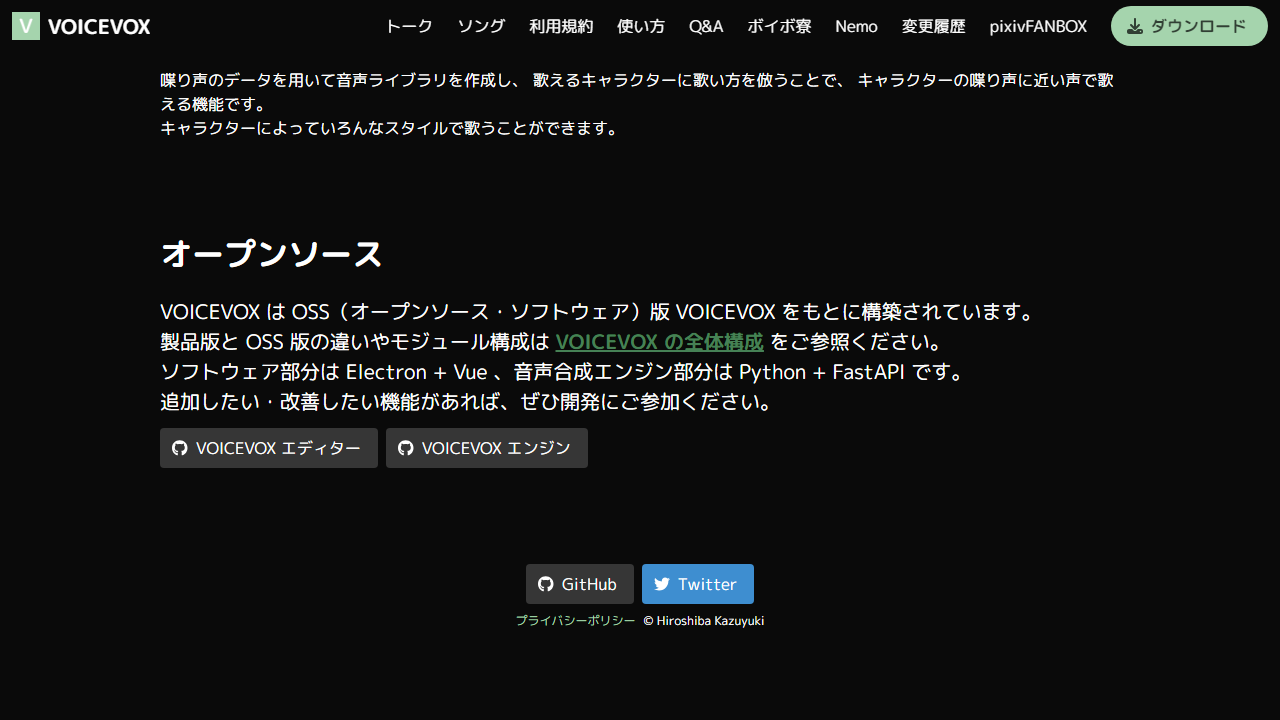 V VOICEVOX トーク ソング 利用規約 使い方 Q&A ボイボ寮 Nemo 変更履歴 pixivFANBOX ダウンロード
喋り声のデータを用いて音声ライブラリを作成し、 歌えるキャラクターに歌い方を倣うことで、 キャラクターの喋り声に近い声で歌
える機能です。
キャラクターによっていろんなスタイルで歌うことができます。
オープンソース
VOICEVOX は OSS（オープンソース・ソフトウェア）版 VOICEVOX をもとに構築されています。
製品版と OSS 版の違いやモジュール構成は VOICEVOX の全体構成 をご参照ください。
ソフトウェア部分は Electron + Vue 、音声合成エンジン部分は Python + FastAPI です。
追加したい・改善したい機能があれば、ぜひ開発にご参加ください。
VOICEVOX エディター VOICEVOX エンジン
GitHub Twitter
プライバシーポリシー © Hiroshiba Kazuyuki